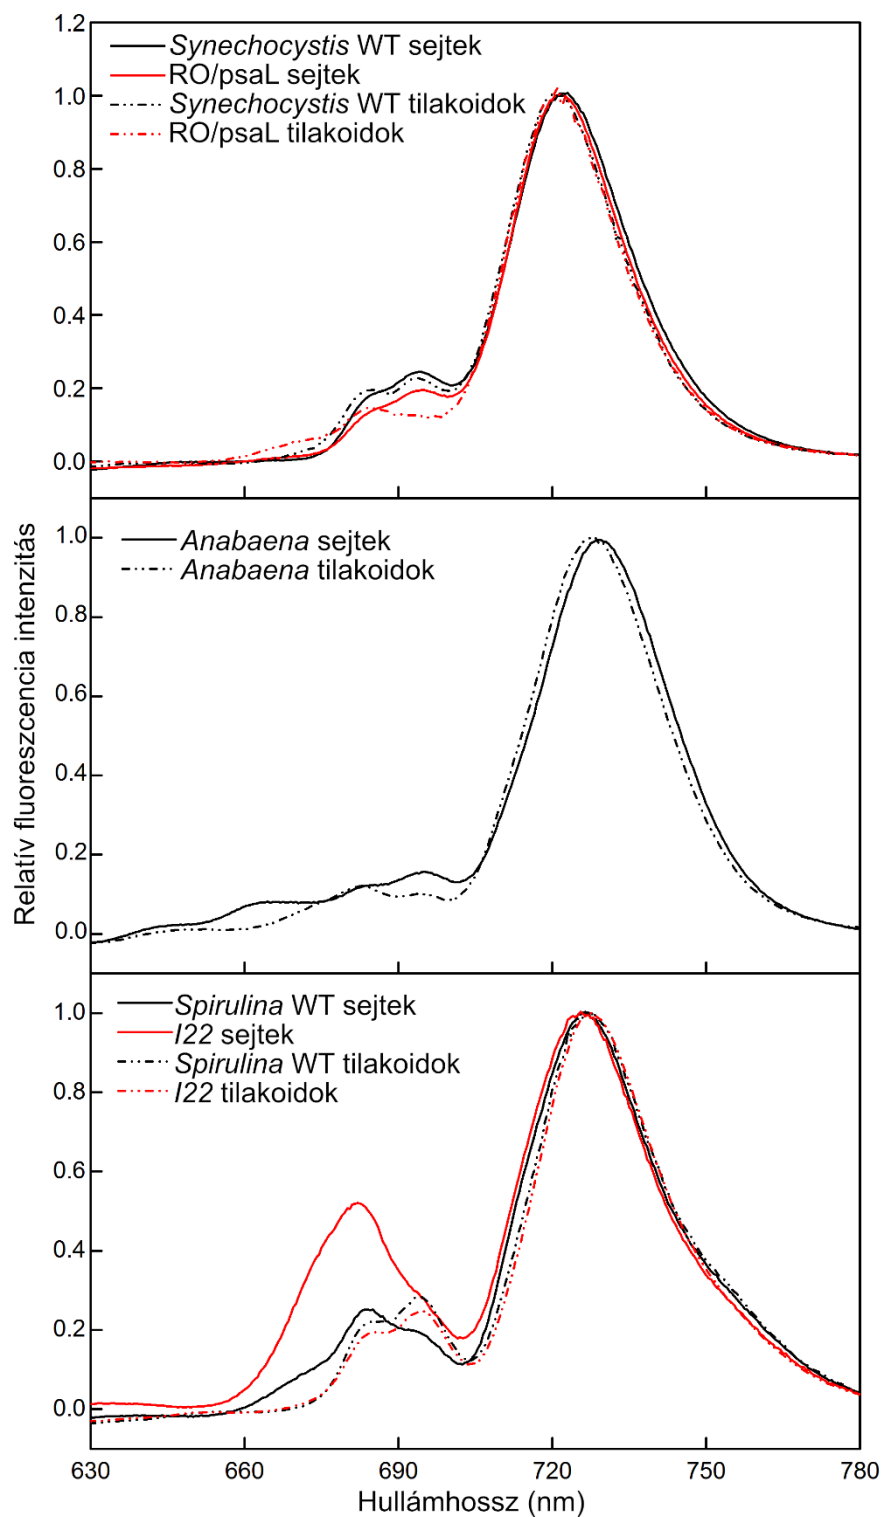 1.2
Synechocystis WT sejtek
RO/psaL sejtek
Synechocystis WT tilakoidok
RO/psaL tilakoidok
1.0
0.8
0.6
0.4
0.2
0.0
Anabaena sejtek
Anabaena tilakoidok
1.0
0.8
0.6
0.4
0.2
0.0
Relatív fluoreszcencia intenzitás
Spirulina WT sejtek
I22 sejtek
Spirulina WT tilakoidok
I22 tilakoidok
1.0
0.8
0.6
0.4
0.2
0.0
630 660 690 720 750 780
Hullámhossz (nm)